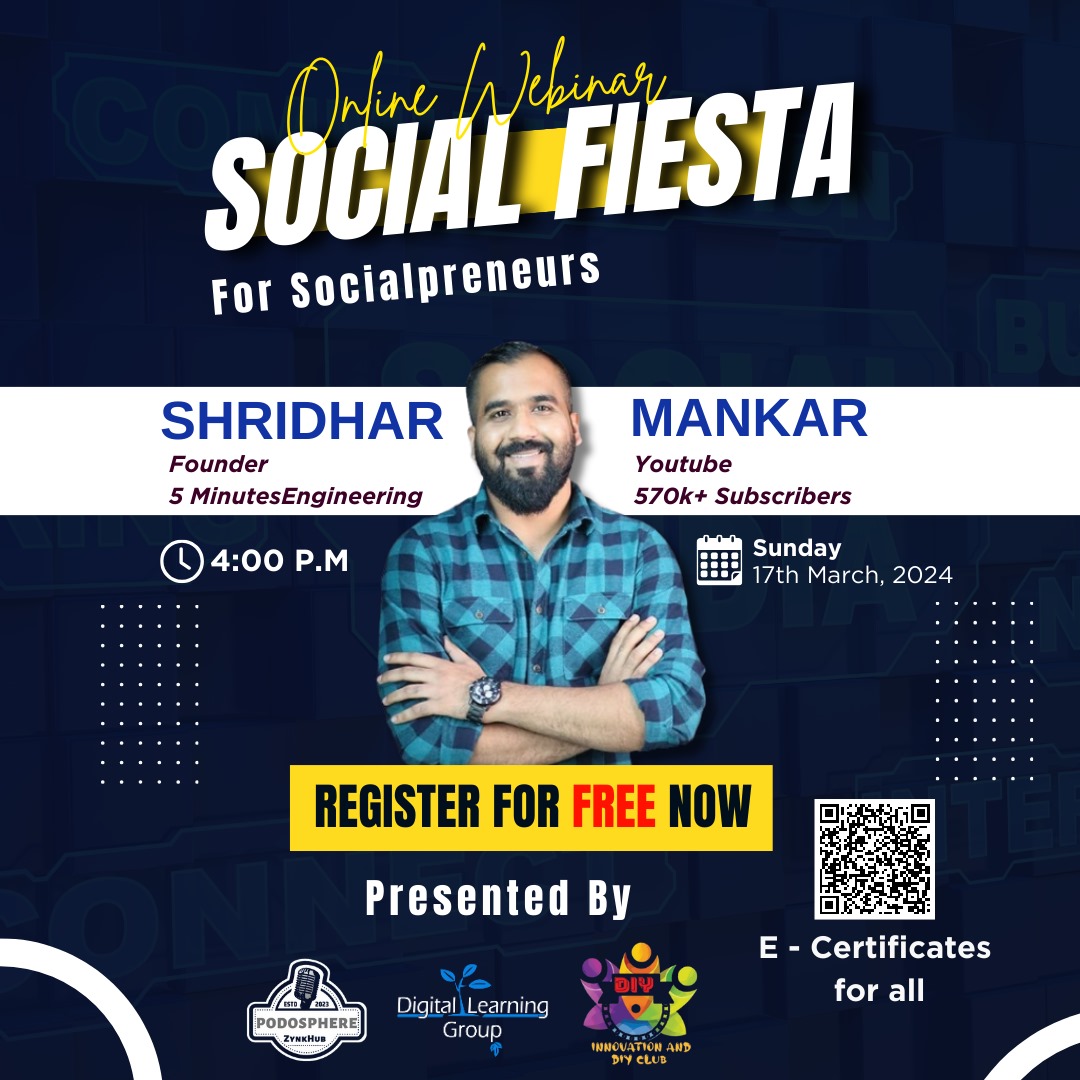 Online Webinar
SOCIAL FIESTA
For Socialpreneurs
SHRIDHAR
Founder
5 MinutesEngineering
MANKAR
Youtube
570k+ Subscribers
4:00 P.M
Sunday
17th March, 2024
REGISTER FOR FREE NOW
Presented By
E - Certificates
for all
ESTD 2023
PODOSPHERE
ZYNKHUB
Digital Learning
Group
DIY
INNOVATION AND
DIY CLUB
CONNECT